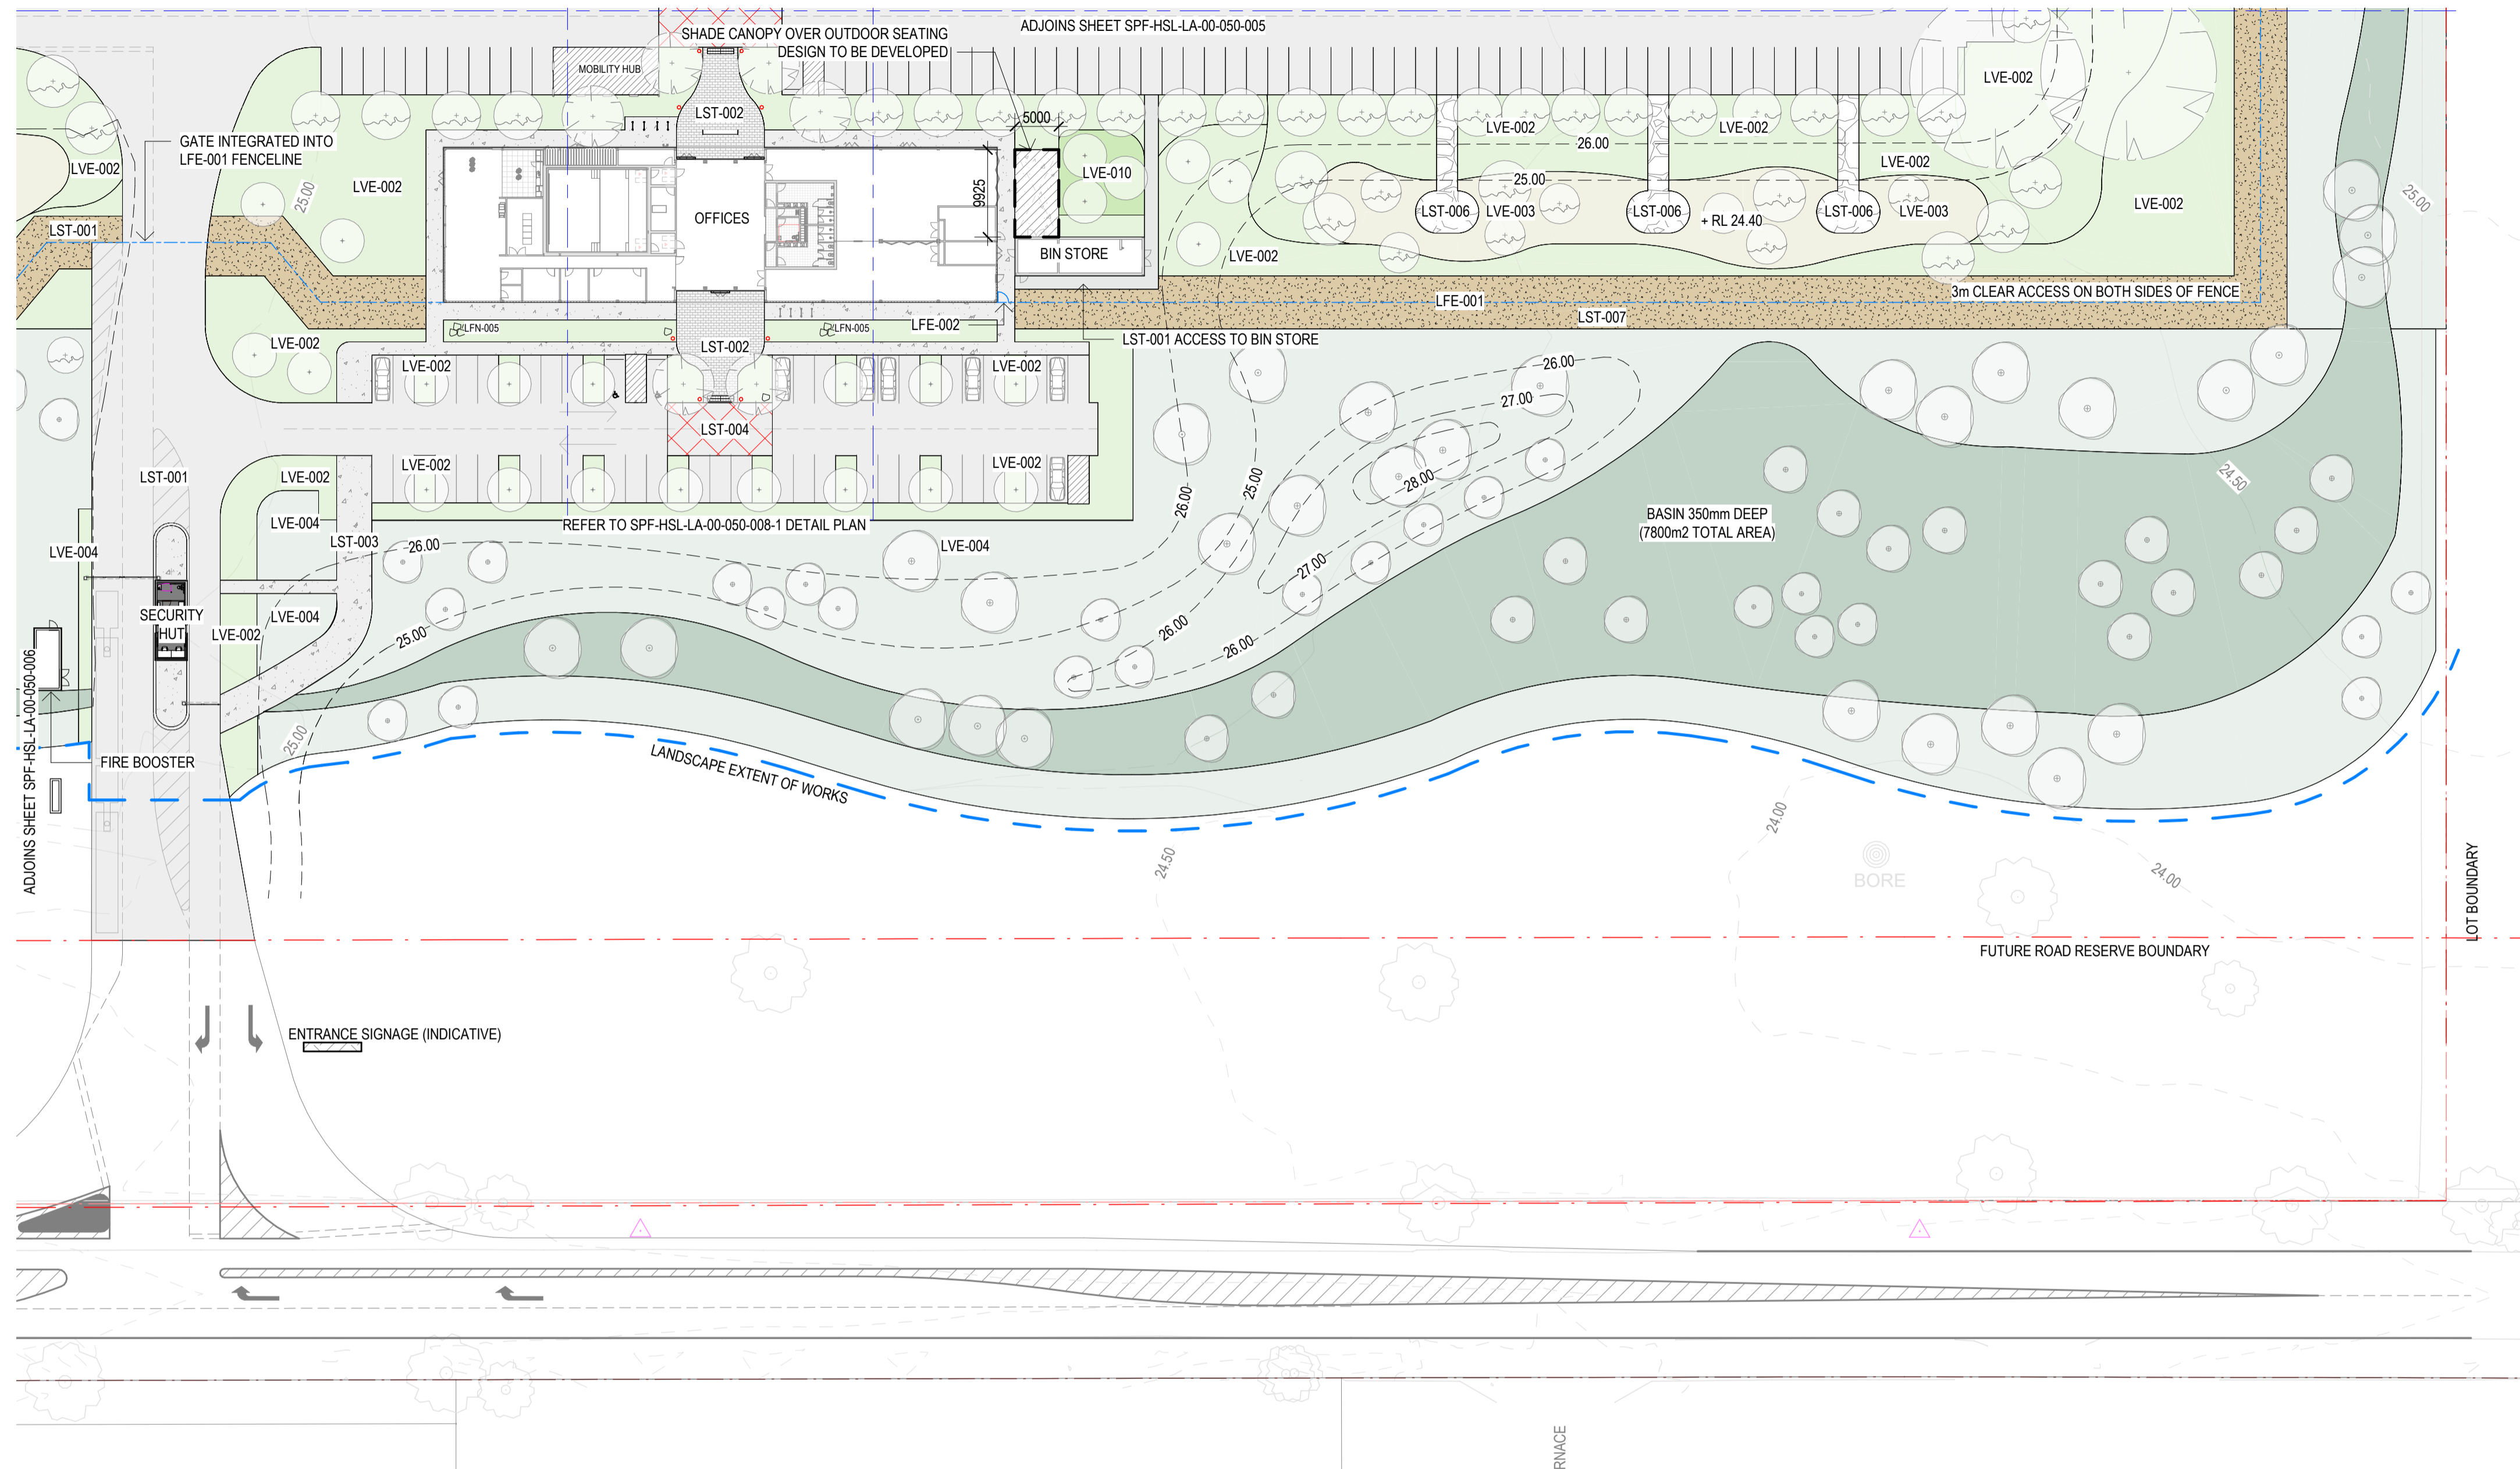 ADJOINS SHEET SPF-HSL-LA-00-050-005
SHADE CANOPY OVER OUTDOOR SEATING
DESIGN TO BE DEVELOPED
MOBILITY HUB
LVE-002
LST-002
5000
GATE INTEGRATED INTO
LFE-001 FENCELINE
LVE-002
LVE-002
25.00
OFFICES
9925
LVE-010
LVE-002
LVE-002
26.00
LVE-002
25.00
LST-006
LVE-003
LST-006
+ RL 24.40
LST-006
LVE-003
LVE-002
25.00
LST-001
BIN STORE
LVE-002
LFE-001
3m CLEAR ACCESS ON BOTH SIDES OF FENCE
LST-007
LFN-005
LFN-005
LFE-002
LVE-002
LST-002
LST-001 ACCESS TO BIN STORE
LVE-002
LVE-002
26.00
27.00
LST-004
LVE-002
LVE-002
LST-001
LVE-002
26.00
25.00
28.00
24.50
LVE-004
REFER TO SPF-HSL-LA-00-050-008-1 DETAIL PLAN
BASIN 350mm DEEP
(7800m2 TOTAL AREA)
LVE-004
LST-003
26.00
LVE-004
27.00
SECURITY
HUT
LVE-004
LVE-002
25.00
26.00
26.00
ADJOINS SHEET SPF-HSL-LA-00-050-006
25.00
FIRE BOOSTER
LANDSCAPE EXTENT OF WORKS
24.00
24.50
BORE
24.00
LOT BOUNDARY
FUTURE ROAD RESERVE BOUNDARY
ENTRANCE SIGNAGE (INDICATIVE)
RNACE